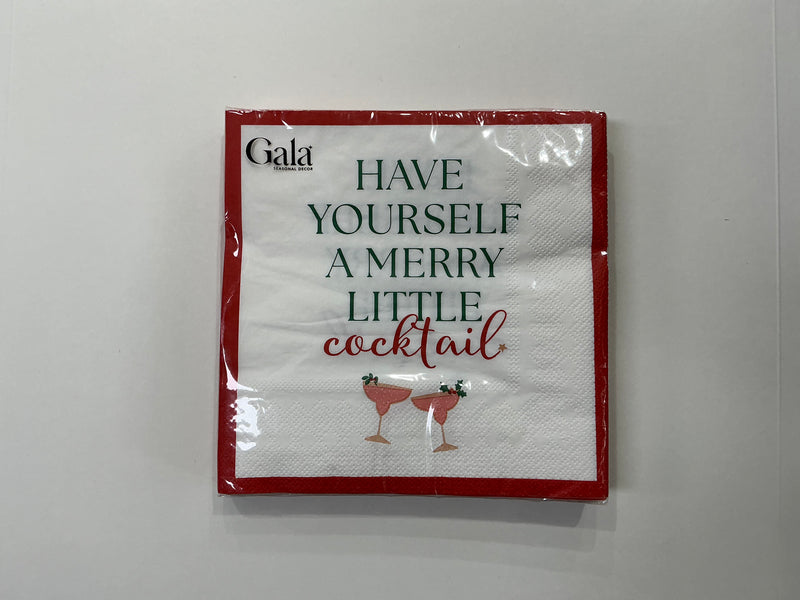 Gala
SEASONAL DECOR
HAVE
YOURSELF
A MERRY
LITTLE
cocktail